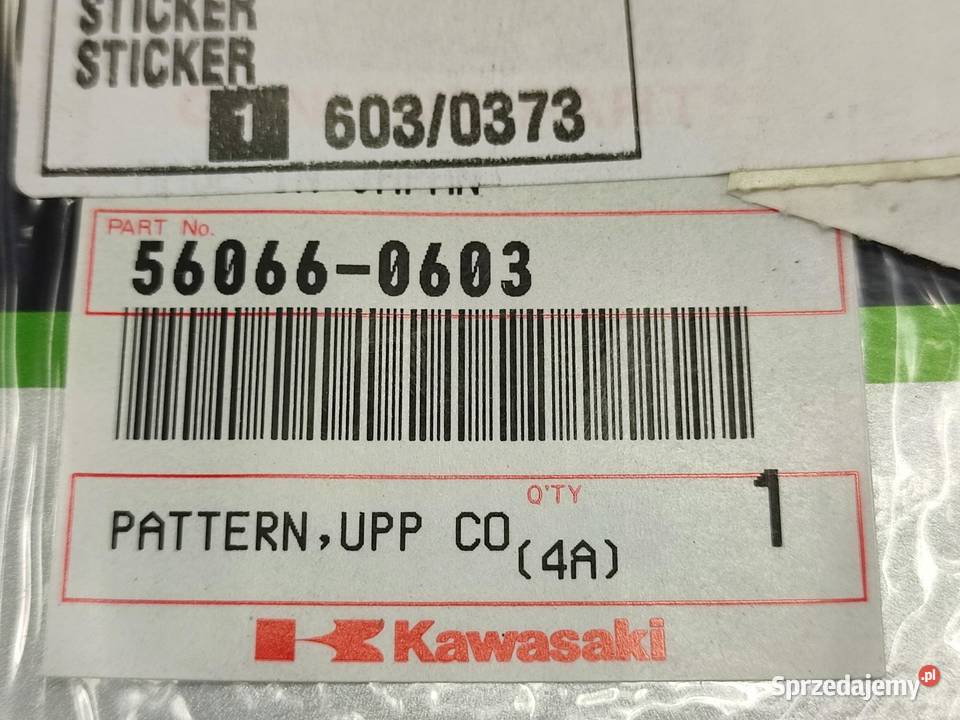 STICKER
STICKER
1 603/0373
PART No.
56066-0603
Q'TY
PATTERN,UPP CO(4A) 1
Kawasaki
Sprzedajemy.pl